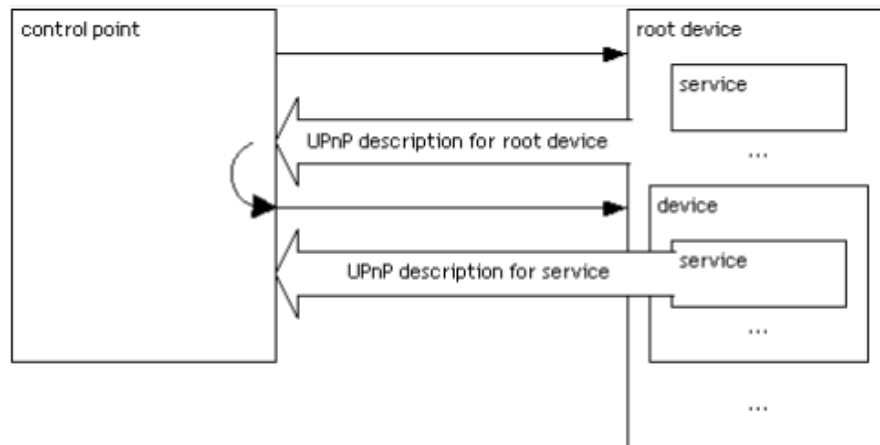 control point
root device
service
UPnP description for root device
...
device
service
UPnP description for service
...
...